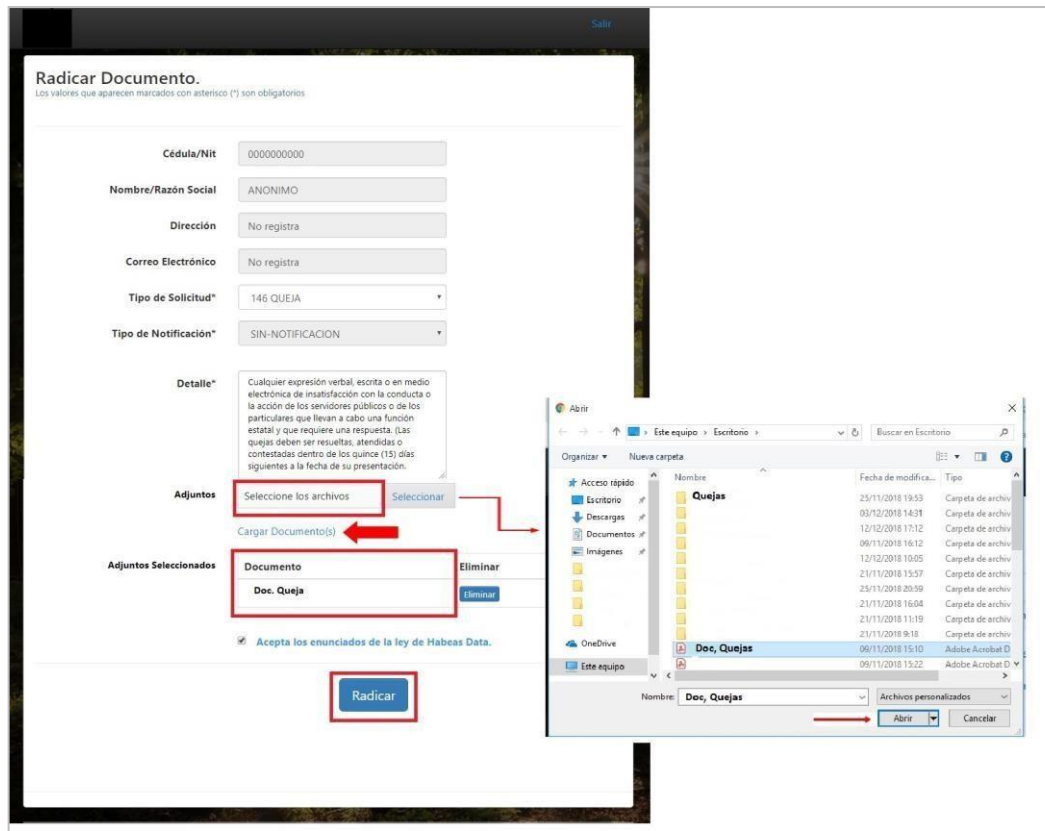 Salir
Radicar Documento.
Los valores que aparecen marcados con asterisco (*) son obligatorios
Cédula/Nit
0000000000
Nombre/Razón Social
ANONIMO
Dirección
No registra
Correo Electrónico
No registra
Tipo de Solicitud*
146 QUEJA
Tipo de Notificación*
SIN-NOTIFICACION
Detalle*
Cualquier expresión verbal, escrita o en medio
electrónica de insatisfacción con la conducta o
la acción de los servidores públicos o de los
particulares que llevan a cabo una función
estatal y que requiere una respuesta. (Las
quejas deben ser resueltas, atendidas o
contestadas dentro de los quince (15) días
siguientes a la fecha de su presentación.
Adjuntos
Seleccione los archivos
Seleccionar
Cargar Documento(s)
Adjuntos Seleccionados
Documento
Eliminar
Doc. Queja
Eliminar
Acepta los enunciados de la ley de Habeas Data.
Radicar
Abrir
Este equipo > Escritorio >
Buscar en Escritorio
Organizar
Nueva carpeta
Acceso rápido
Escritorio
Descargas
Documentos
Imágenes
OneDrive
Este equipo
Nombre
Fecha de modifica...
Tipo
Quejas
25/11/2018 19:53
Carpeta de archiv
03/12/2018 14:31
Carpeta de archiv
12/12/2018 17:12
Carpeta de archiv
09/11/2018 16:12
Carpeta de archiv
12/12/2018 10:05
Carpeta de archiv
21/11/2018 15:57
Carpeta de archiv
25/11/2018 20:59
Carpeta de archiv
21/11/2018 16:04
Carpeta de archiv
21/11/2018 11:19
Carpeta de archiv
21/11/2018 9:18
Carpeta de archiv
Doc, Quejas
09/11/2018 15:10
Adobe Acrobat D
09/11/2018 15:22
Adobe Acrobat D
Nombre:
Doc, Quejas
Archivos personalizados
Abrir
Cancelar